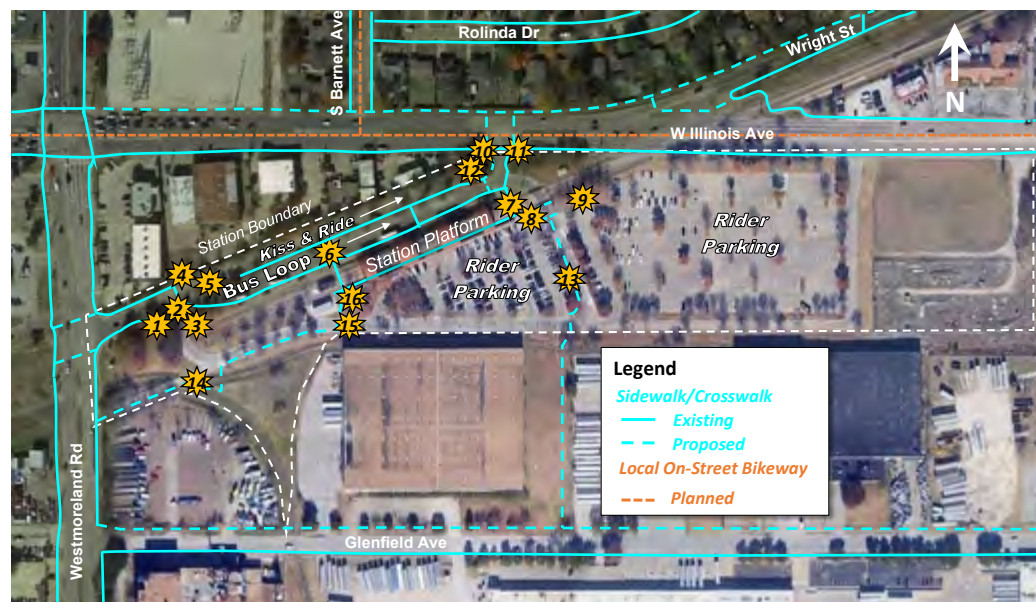 Rolinda Dr
Wright St
S Barnett Ave
N
W Illinois Ave
10
11
12
Station Boundary
Kiss & Ride
7
8
9
Rider
Parking
Station Platform
Bus Loop
6
4
5
Rider
Parking
13
16
2
1
3
15
14
Westmoreland Rd
Legend
Sidewalk/Crosswalk
Existing
Proposed
Local On-Street Bikeway
Planned
Glenfield Ave